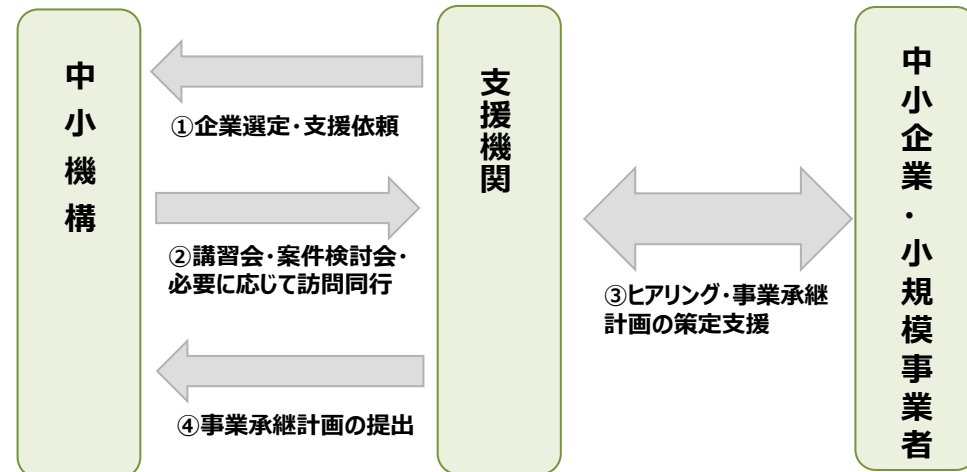 中小機構
①企業選定・支援依頼
②講習会・案件検討会・
必要に応じて訪問同行
④事業承継計画の提出
支援機関
③ヒアリング・事業承継
計画の策定支援
中小企業・小規模事業者